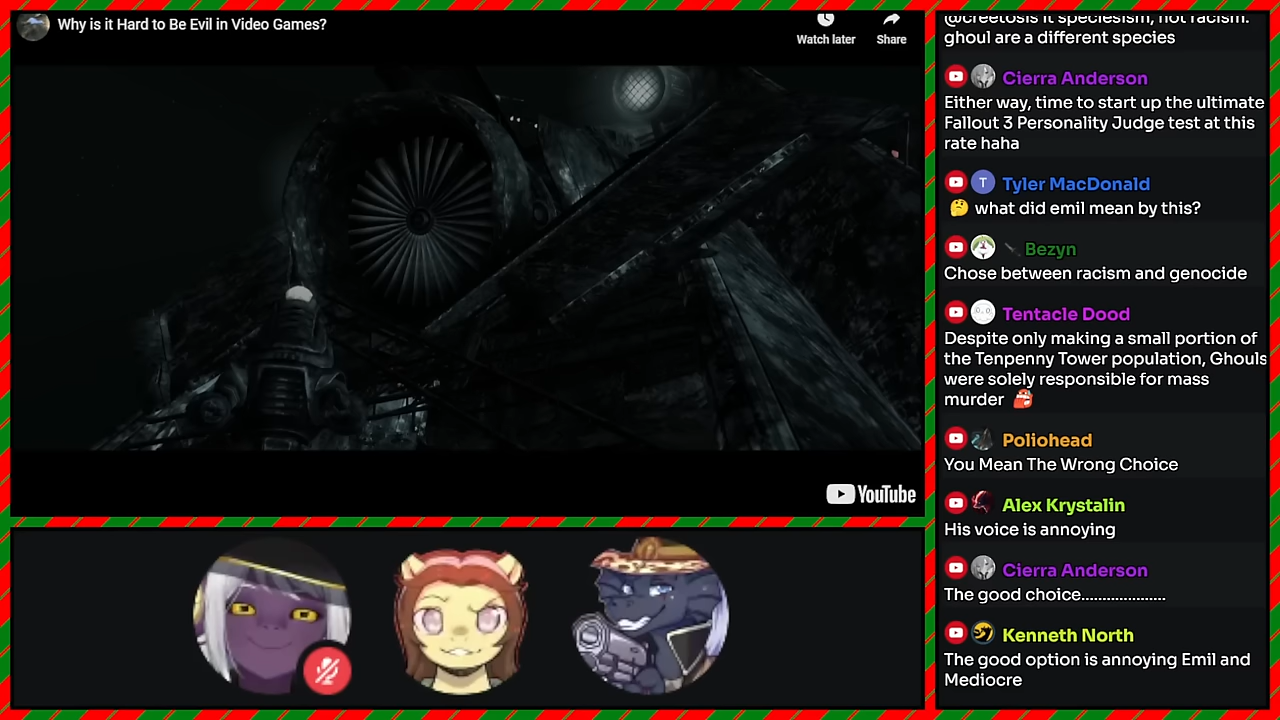 Why is it Hard to Be Evil in Video Games?
Watch later
Share
YouTube
@creetosis it speciesism, not racism.
ghoul are a different species
Cierra Anderson
Either way, time to start up the ultimate
Fallout 3 Personality Judge test at this
rate haha
T
Tyler MacDonald
🤔 what did emil mean by this?
Bezyn
Chose between racism and genocide
Tentacle Dood
Despite only making a small portion of
the Tenpenny Tower population, Ghouls
were solely responsible for mass
murder
Poliohead
You Mean The Wrong Choice
Alex Krystalin
His voice is annoying
Cierra Anderson
The good choice....................
Kenneth North
The good option is annoying Emil and
Mediocre